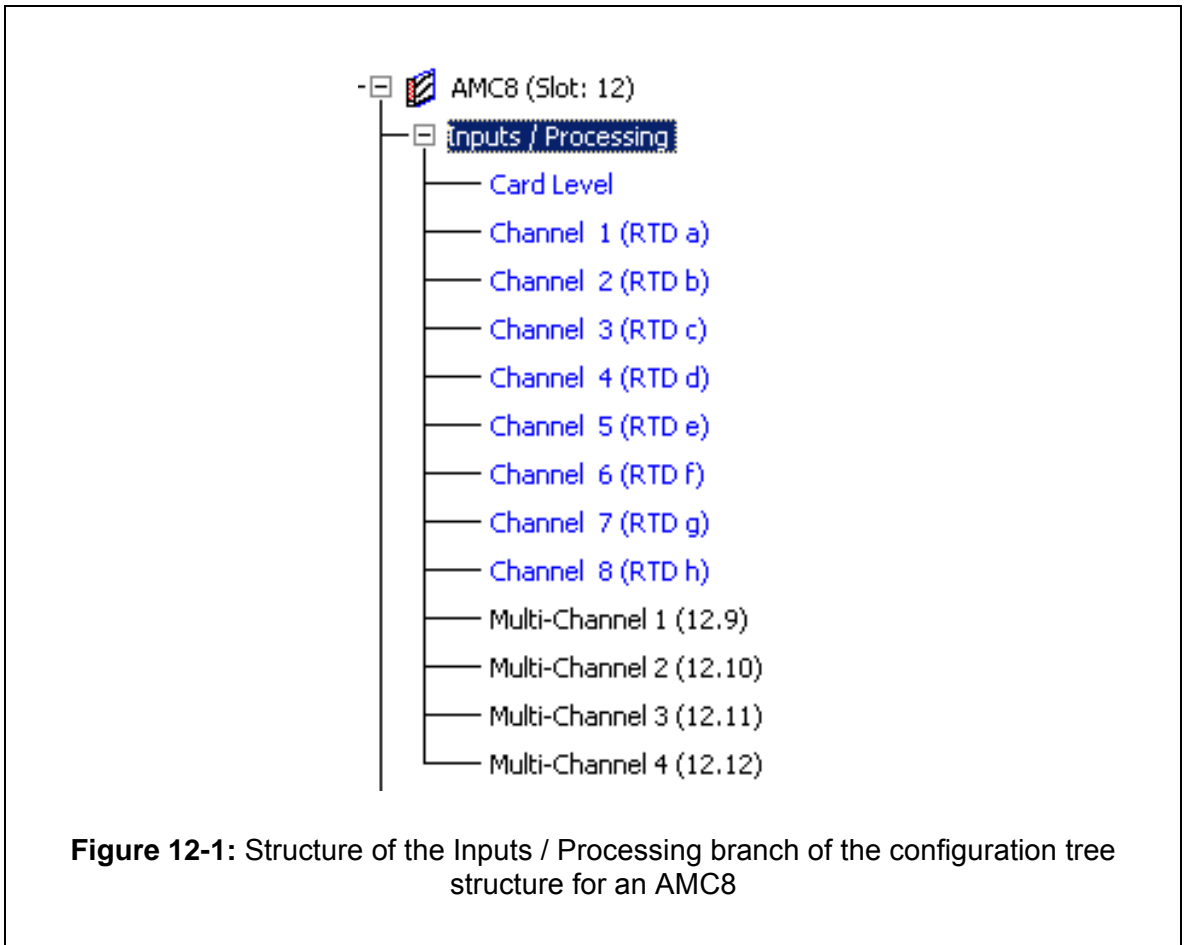 AMC8 (Slot: 12)
Inputs / Processing
Card Level
Channel 1 (RTD a)
Channel 2 (RTD b)
Channel 3 (RTD c)
Channel 4 (RTD d)
Channel 5 (RTD e)
Channel 6 (RTD f)
Channel 7 (RTD g)
Channel 8 (RTD h)
Multi-Channel 1 (12.9)
Multi-Channel 2 (12.10)
Multi-Channel 3 (12.11)
Multi-Channel 4 (12.12)
Figure 12-1: Structure of the Inputs / Processing branch of the configuration tree
structure for an AMC8